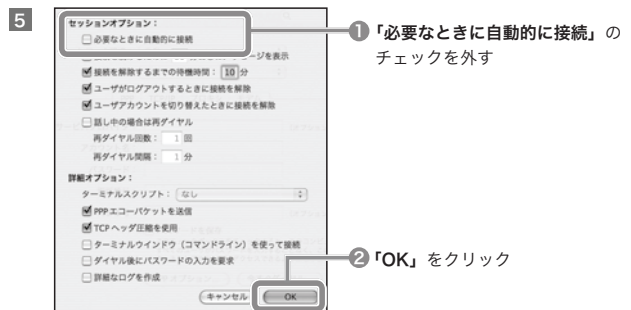 5
セッションオプション：
必要なときに自動的に接続
ージを表示
接続を解除するまでの待機時間： 10 分
ユーザがログアウトするときに接続を解除
ユーザアカウントを切り替えたときに接続を解除
話し中の場合は再ダイヤル
再ダイヤル回数： 1 回
再ダイヤル間隔： 1 分
詳細オプション：
ターミナルスクリプト： なし
PPP エコーパケットを送信
TCP ヘッダ圧縮を使用
ターミナルウインドウ（コマンドライン）を使って接続
ダイヤル後にパスワードの入力を要求
詳細なログを作成
キャンセル OK
❶「必要なときに自動的に接続」の
チェックを外す
❷「OK」をクリック